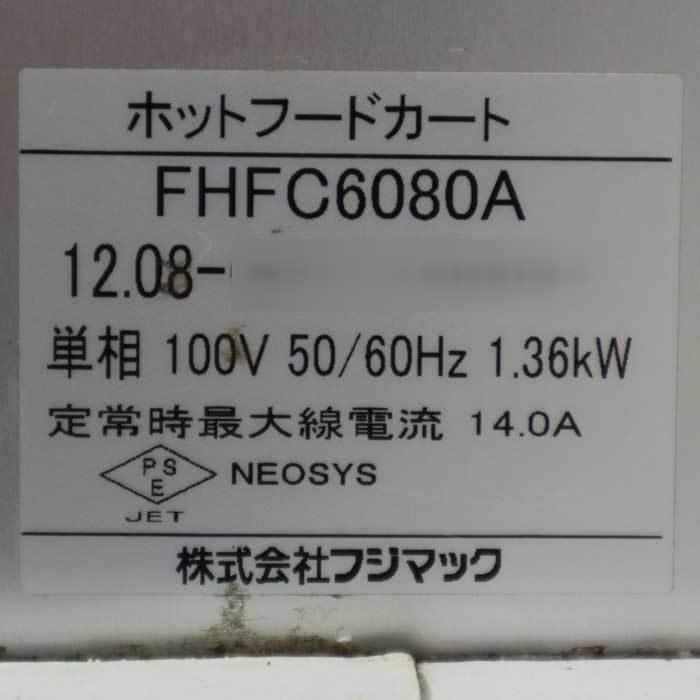 ホットフードカート
FHFC6080A
12.08-
単相 100V 50/60Hz 1.36kW
定常時最大線電流 14.0A
PS
E
JET
NEOSYS
株式会社フジマック